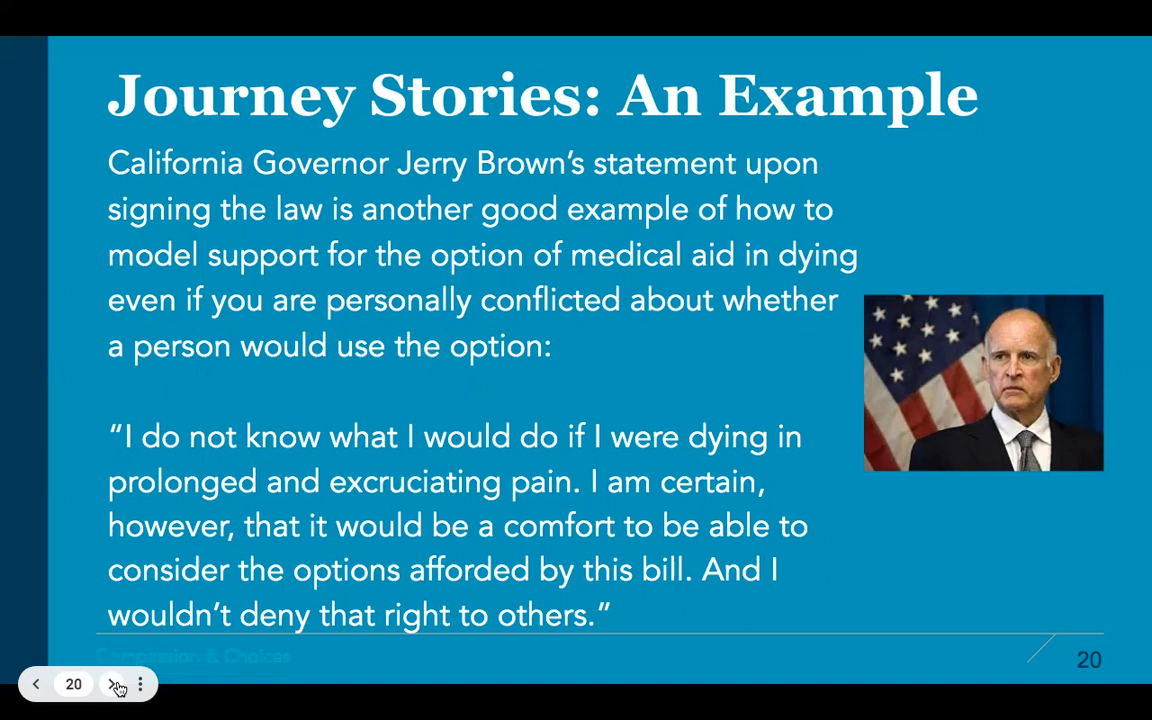 Journey Stories: An Example
California Governor Jerry Brown’s statement upon
signing the law is another good example of how to
model support for the option of medical aid in dying
even if you are personally conflicted about whether
a person would use the option:
“I do not know what I would do if I were dying in
prolonged and excruciating pain. I am certain,
however, that it would be a comfort to be able to
consider the options afforded by this bill. And I
wouldn’t deny that right to others.”
Compassion & Choices
20
20